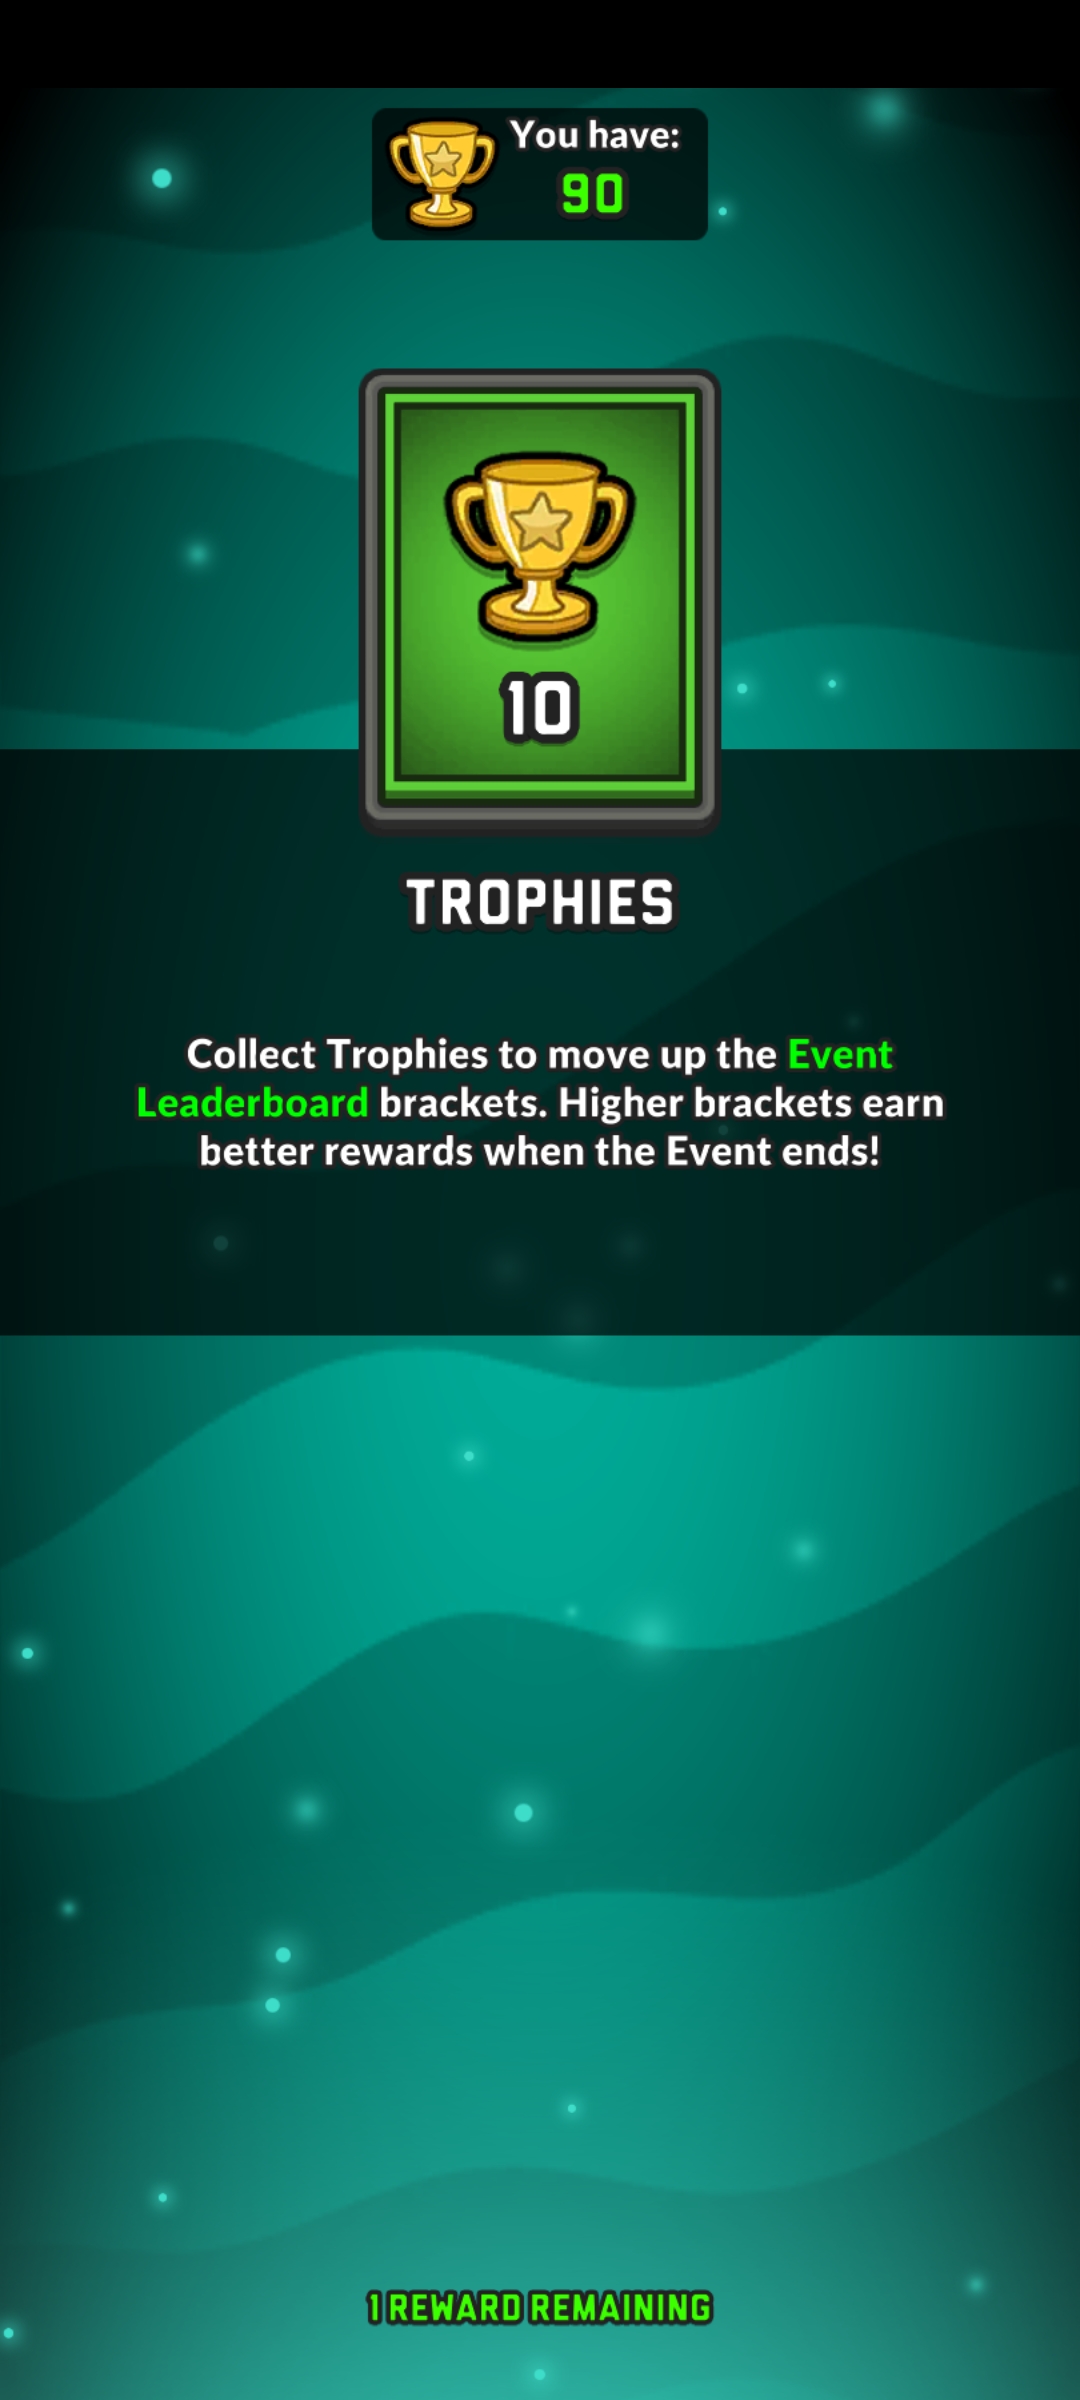 You have:
90
10
TROPHIES
Collect Trophies to move up the Event
Leaderboard brackets. Higher brackets earn
better rewards when the Event ends!
1 REWARD REMAINING